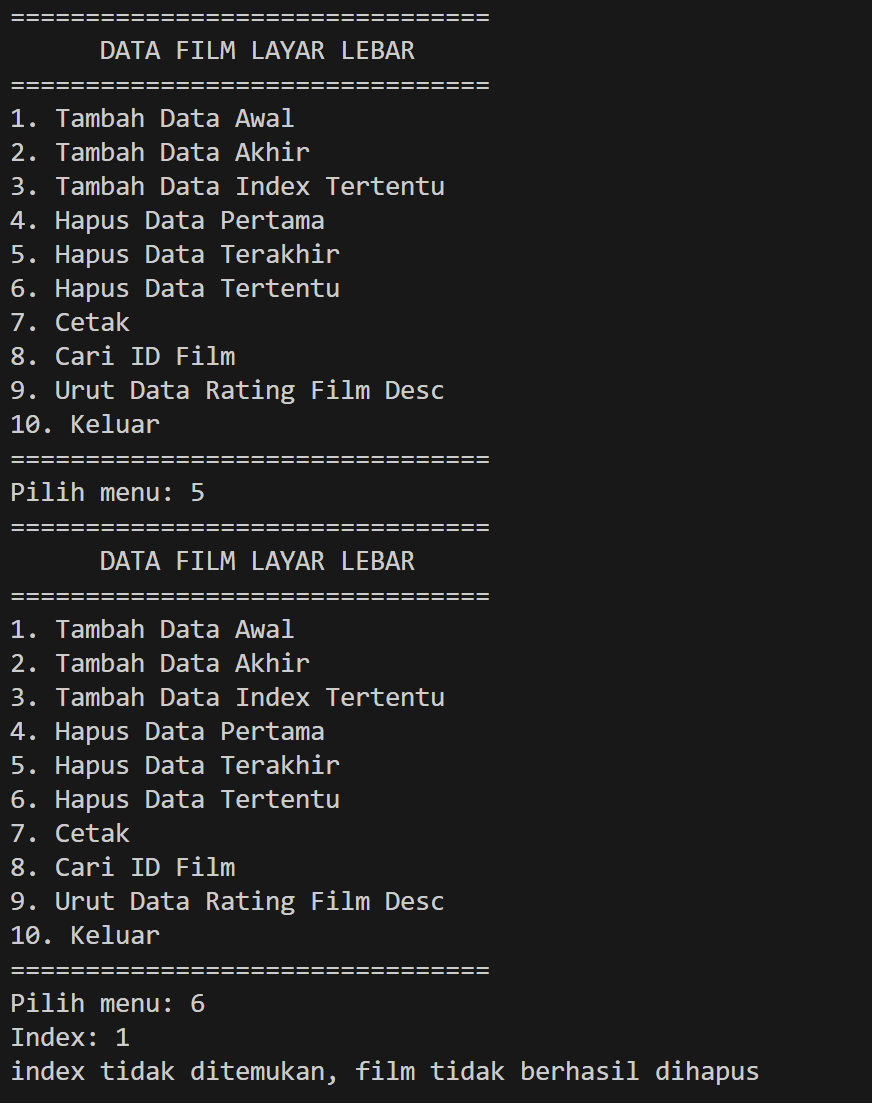 ================================
      DATA FILM LAYAR LEBAR
================================
1. Tambah Data Awal
2. Tambah Data Akhir
3. Tambah Data Index Tertentu
4. Hapus Data Pertama
5. Hapus Data Terakhir
6. Hapus Data Tertentu
7. Cetak
8. Cari ID Film
9. Urut Data Rating Film Desc
10. Keluar
================================
Pilih menu: 5
================================
      DATA FILM LAYAR LEBAR
================================
1. Tambah Data Awal
2. Tambah Data Akhir
3. Tambah Data Index Tertentu
4. Hapus Data Pertama
5. Hapus Data Terakhir
6. Hapus Data Tertentu
7. Cetak
8. Cari ID Film
9. Urut Data Rating Film Desc
10. Keluar
================================
Pilih menu: 6
Index: 1
index tidak ditemukan, film tidak berhasil dihapus